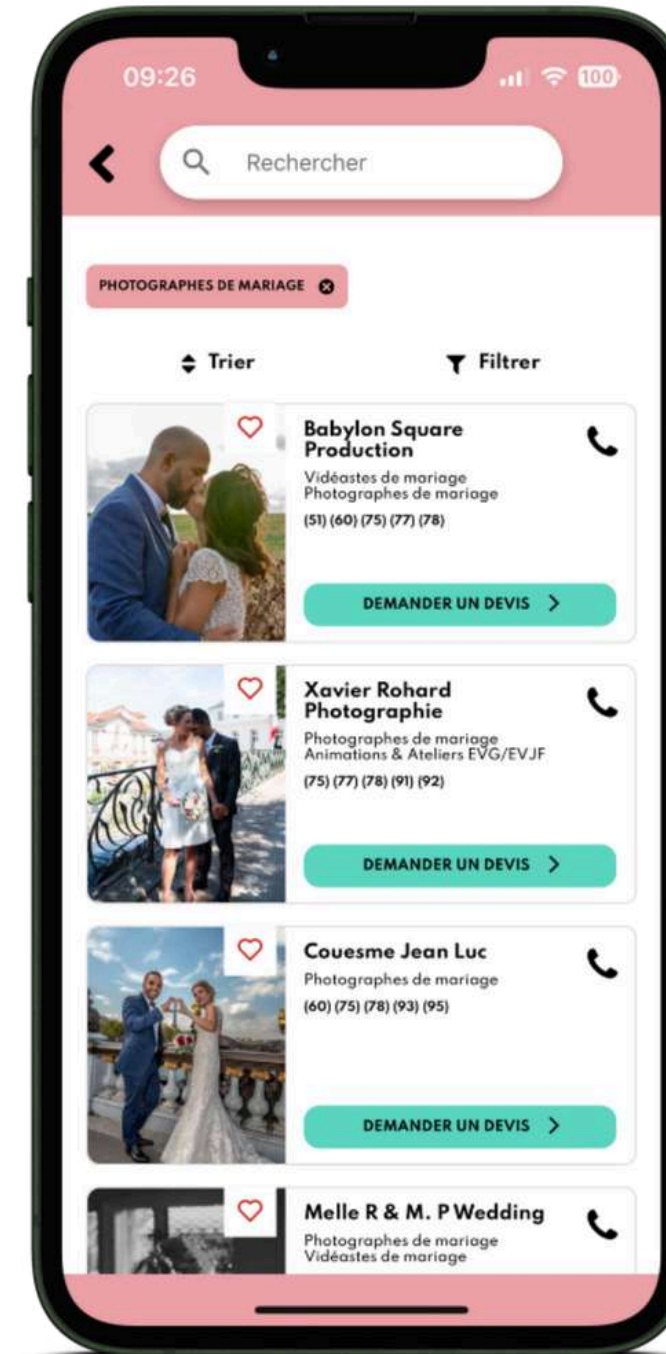 09:26
100
Rechercher
PHOTOGRAPHES DE MARIAGE
Trier
Filtrer
Babylon Square
Production
Vidéastes de mariage
Photographes de mariage
(51) (60) (75) (77) (78)
DEMANDER UN DEVIS
Xavier Rohard
Photographie
Photographes de mariage
Animations & Ateliers EVG/EVJF
(75) (77) (78) (91) (92)
DEMANDER UN DEVIS
Couesme Jean Luc
Photographes de mariage
(60) (75) (78) (93) (95)
DEMANDER UN DEVIS
Melle R & M. P Wedding
Photographes de mariage
Vidéastes de mariage